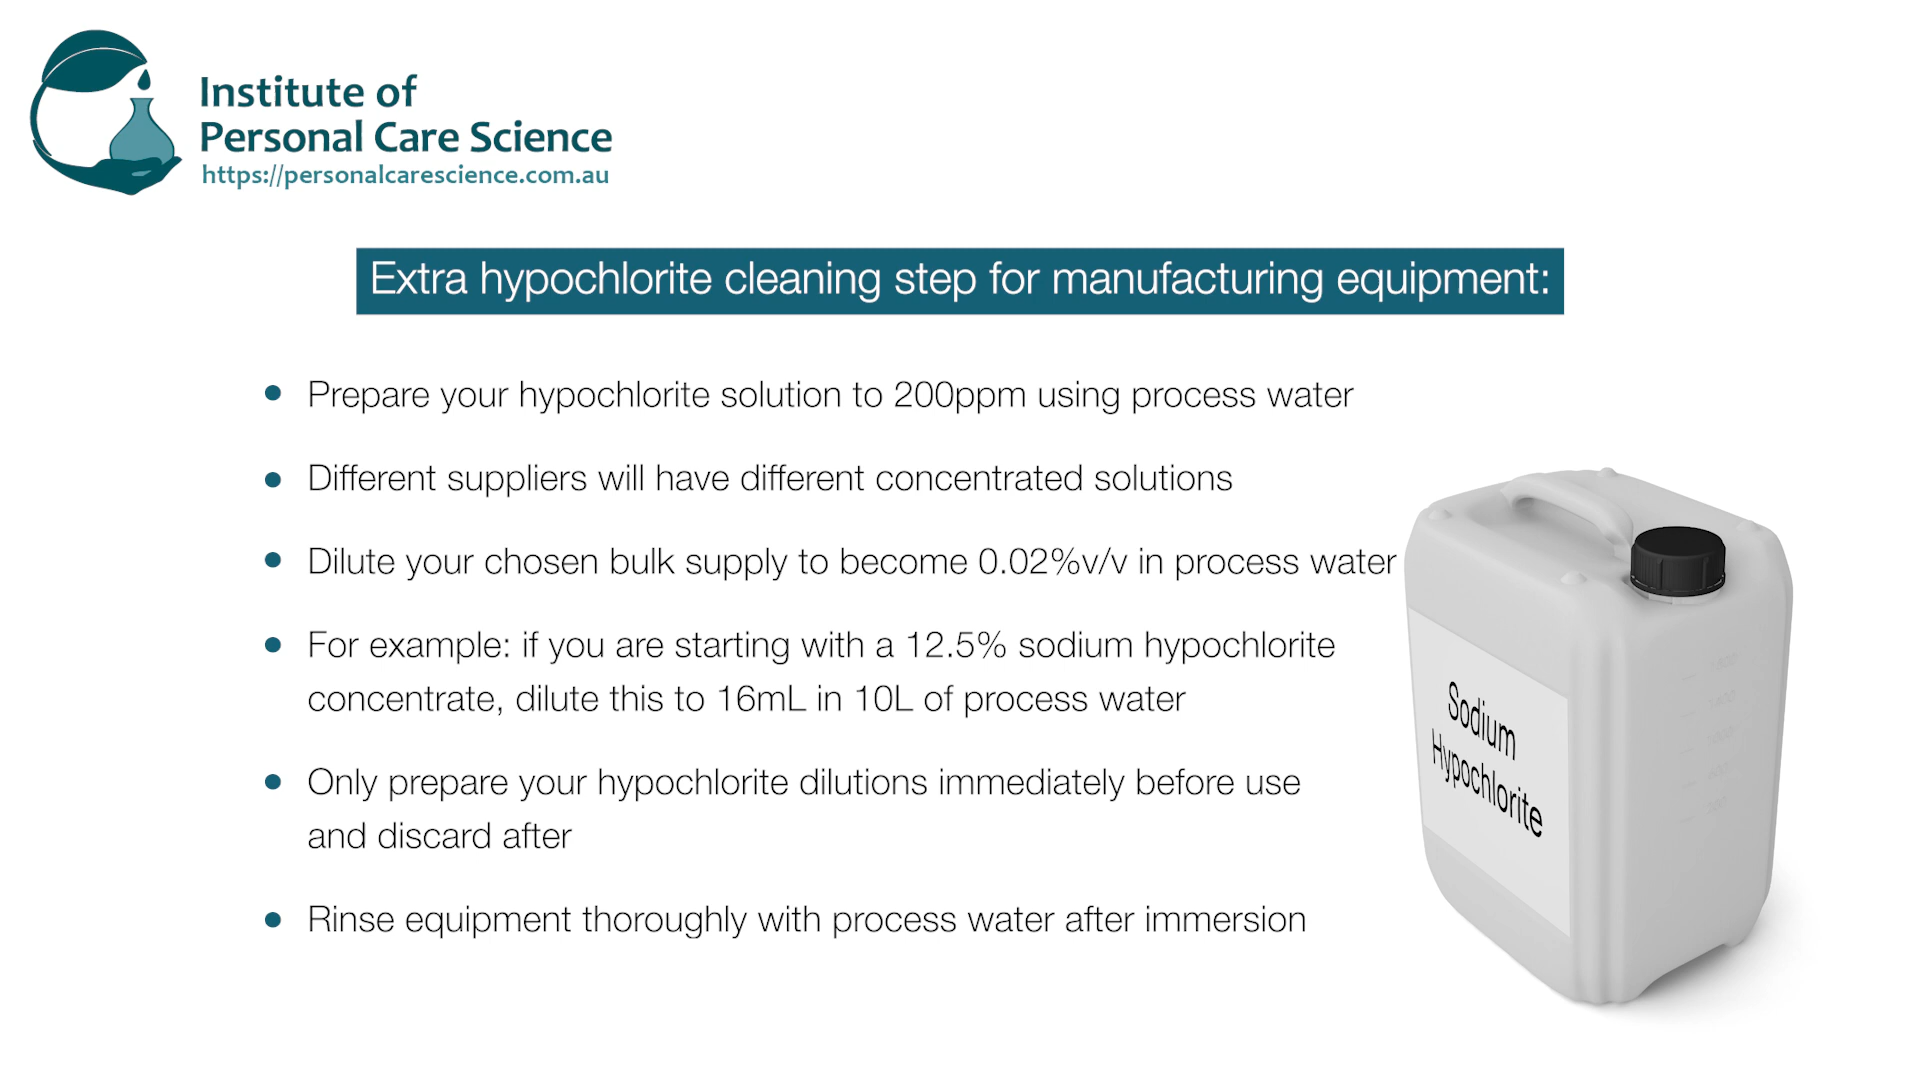 Institute of
Personal Care Science
https://personalcarescience.com.au
Extra hypochlorite cleaning step for manufacturing equipment:
Prepare your hypochlorite solution to 200ppm using process water
Different suppliers will have different concentrated solutions
Dilute your chosen bulk supply to become 0.02%v/v in process water
For example: if you are starting with a 12.5% sodium hypochlorite
concentrate, dilute this to 16mL in 10L of process water
Only prepare your hypochlorite dilutions immediately before use
and discard after
Rinse equipment thoroughly with process water after immersion
Sodium
Hypochlorite